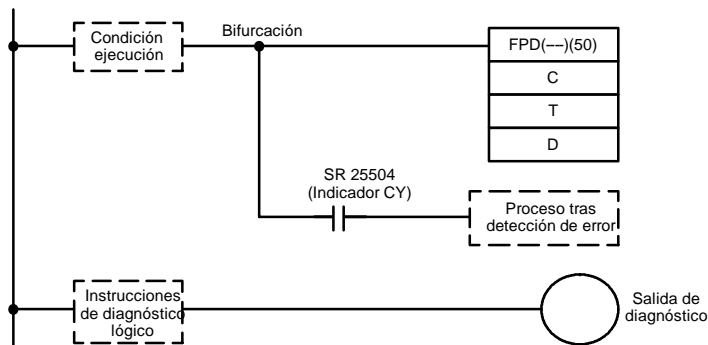 Condición
ejecución
Bifurcación
FPD(––)(50)
C
T
D
SR 25504
(Indicador CY)
Proceso tras
detección de error
Instrucciones
de diagnóstico
lógico
Salida de
diagnóstico